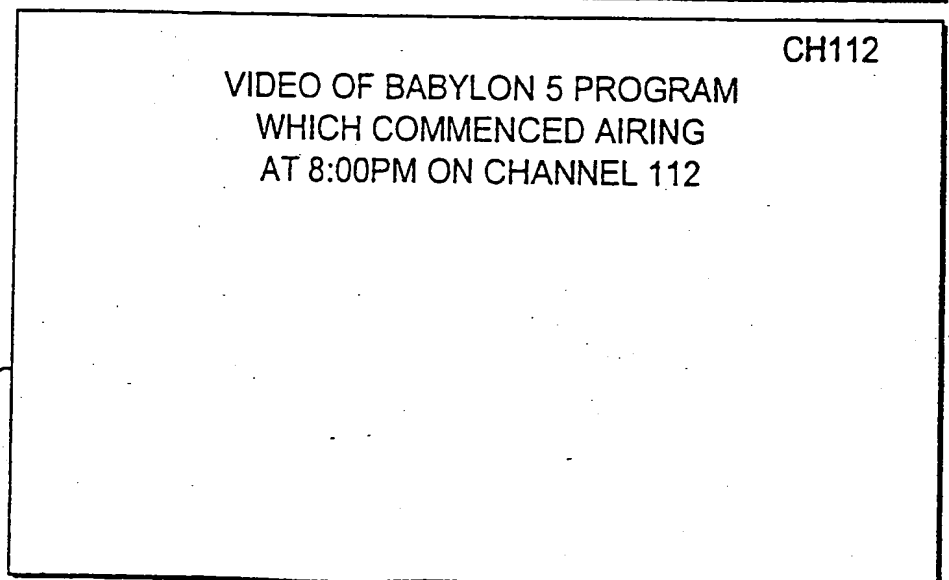 CH112
VIDEO OF BABYLON 5 PROGRAM
WHICH COMMENCED AIRING
AT 8:00PM ON CHANNEL 112